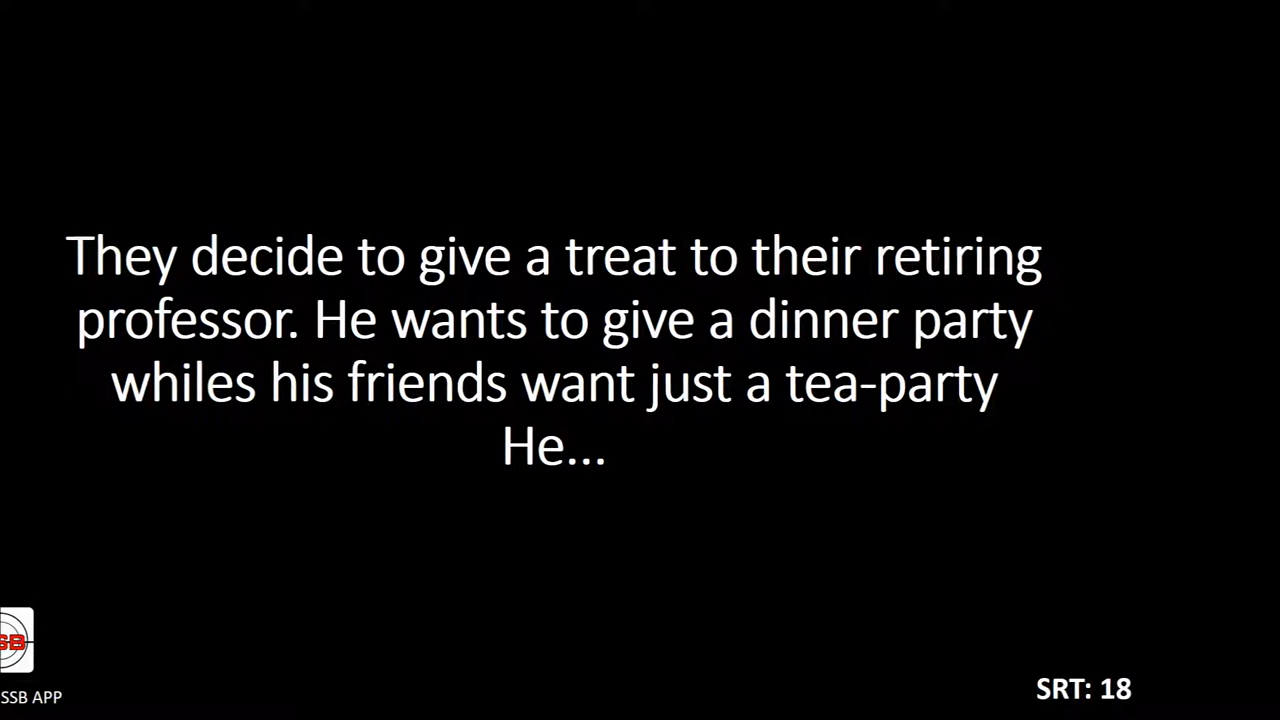 They decide to give a treat to their retiring
professor. He wants to give a dinner party
whiles his friends want just a tea-party
He...
SB
SSB APP
SRT: 18